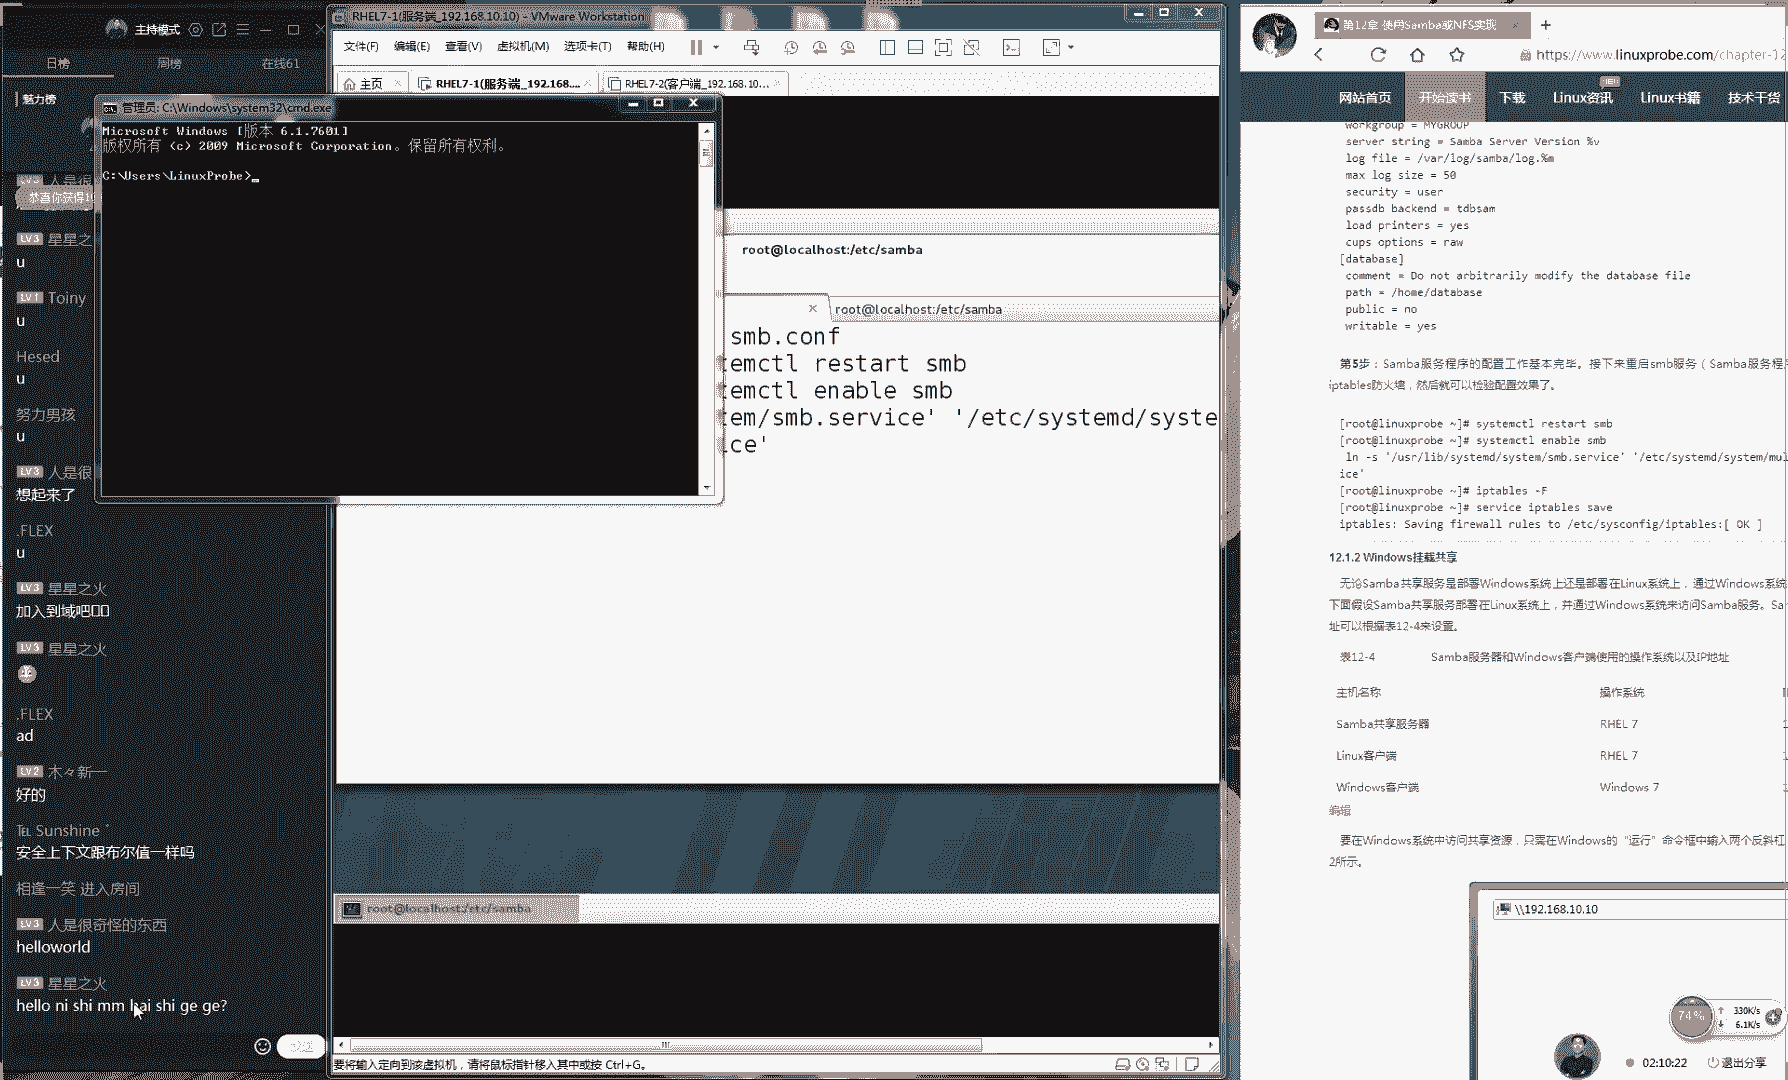 主持模式
日榜
周榜
在线61
魅力榜
LV3 人是很
恭喜你获得1
LV3 星星之
u
LV1 Toiny
u
Hesed
u
努力男孩
u
LV3 人是很
想起来了
.FLEX
u
LV3 星星之火
加入到域吧
LV3 星星之火
.FLEX
ad
LV2 木々新一
好的
℡ Sunshine
安全上下文跟布尔值一样吗
相逢一笑 进入房间
LV3 人是很奇怪的东西
helloworld
LV3 星星之火
hello ni shi mm hai shi ge ge?
RHEL7-1(服务端_192.168.10.10) - VMware Workstation
文件(F) 编辑(E) 查看(V) 虚拟机(M) 选项卡(T) 帮助(H)
主页
RHEL7-1(服务端_192.168....
RHEL7-2(客户端_192.168.10...
管理员: C:\Windows\system32\cmd.exe
Microsoft Windows [版本 6.1.7601]
版权所有 (c) 2009 Microsoft Corporation。保留所有权利。
C:\Users\LinuxProbe>_
root@localhost:/etc/samba
root@localhost:/etc/samba
smb.conf
temctl restart smb
temctl enable smb
tem/smb.service' '/etc/systemd/syste
ice'
root@localhost:/etc/samba
要将输入定向到该虚拟机，请将鼠标指针移入其中或按 Ctrl+G。
第12章 使用Samba或NFS实现
https://www.linuxprobe.com/chapter-12
网站首页 开始读书 下载 Linux资讯 Linux书籍 技术干货
workgroup = MYGROUP
server string = Samba Server Version %v
log file = /var/log/samba/log.%m
max log size = 50
security = user
passdb backend = tdbsam
load printers = yes
cups options = raw
[database]
comment = Do not arbitrarily modify the database file
path = /home/database
public = no
writable = yes
第5步：Samba服务程序的配置工作基本完毕。接下来重启smb服务（Samba服务程
iptables防火墙，然后就可以检验配置效果了。
[root@linuxprobe ~]# systemctl restart smb
[root@linuxprobe ~]# systemctl enable smb
ln -s '/usr/lib/systemd/system/smb.service' '/etc/systemd/system/mul
ice'
[root@linuxprobe ~]# iptables -F
[root@linuxprobe ~]# service iptables save
iptables: Saving firewall rules to /etc/sysconfig/iptables:[ OK ]
12.1.2 Windows挂载共享
无论Samba共享服务是部署Windows系统上还是部署在Linux系统上，通过Windows系统
下面假设Samba共享服务部署在Linux系统上，并通过Windows系统来访问Samba服务。Sa
址可以根据表12-4来设置。
表12-4 Samba服务器和Windows客户端使用的操作系统以及IP地址
主机名称 操作系统
Samba共享服务器 RHEL 7
Linux客户端 RHEL 7
Windows客户端 Windows 7
编辑
要在Windows系统中访问共享资源，只需在Windows的“运行”命令框中输入两个反斜杠
2所示。
\\192.168.10.10
74%
330K/s
6.1K/s
02:10:22
退出分享